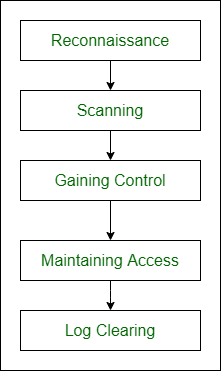 Reconnaissance
Scanning
Gaining Control
Maintaining Access
Log Clearing